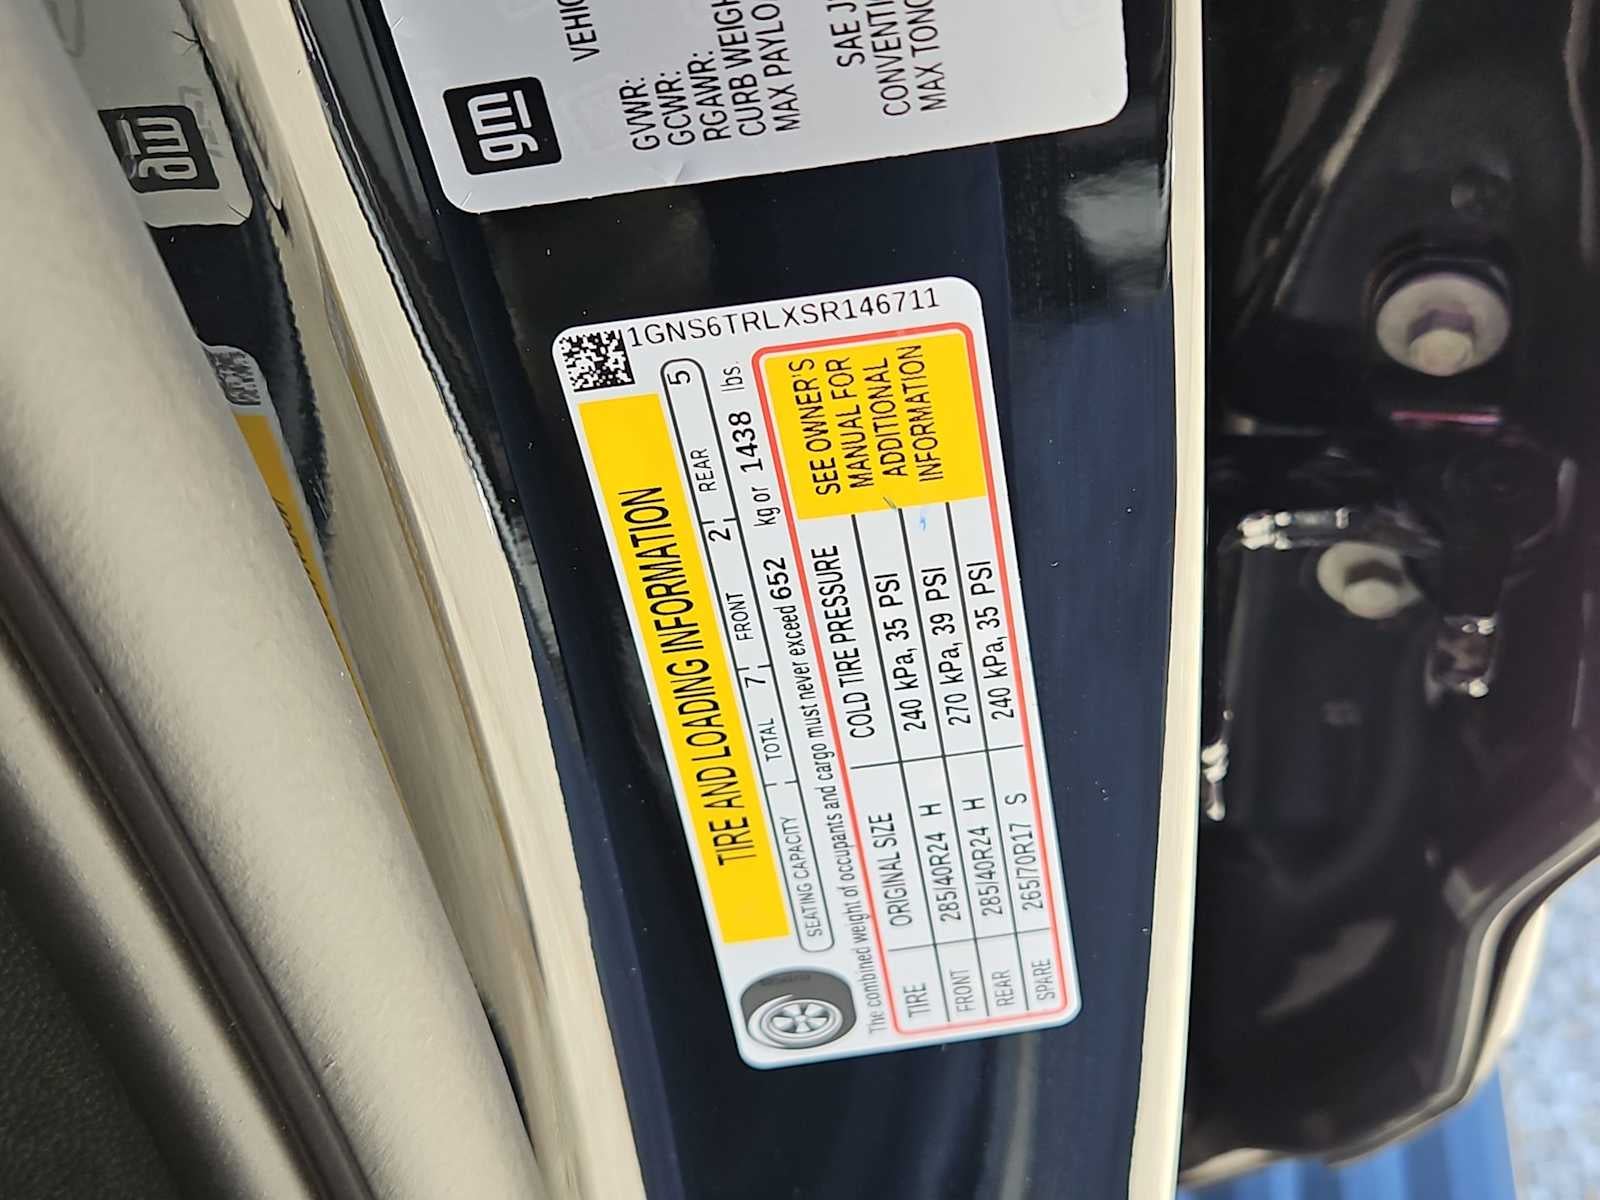 gm
VEHIC
GVWR:
GCWR:
RGAWR:
CURB WEIGH
MAX PAYLO
SAE J
CONVENTI
MAX TONG
1GNS6TRLXSR146711
TIRE AND LOADING INFORMATION
SEATING CAPACITY TOTAL 7 FRONT 2 REAR 5
The combined weight of occupants and cargo must never exceed 652 kg or 1438 lbs.
TIRE ORIGINAL SIZE COLD TIRE PRESSURE
FRONT 285/40R24 H 240 kPa, 35 PSI
REAR 285/40R24 H 270 kPa, 39 PSI
SPARE 265/70R17 S 240 kPa, 35 PSI
SEE OWNER'S
MANUAL FOR
ADDITIONAL
INFORMATION